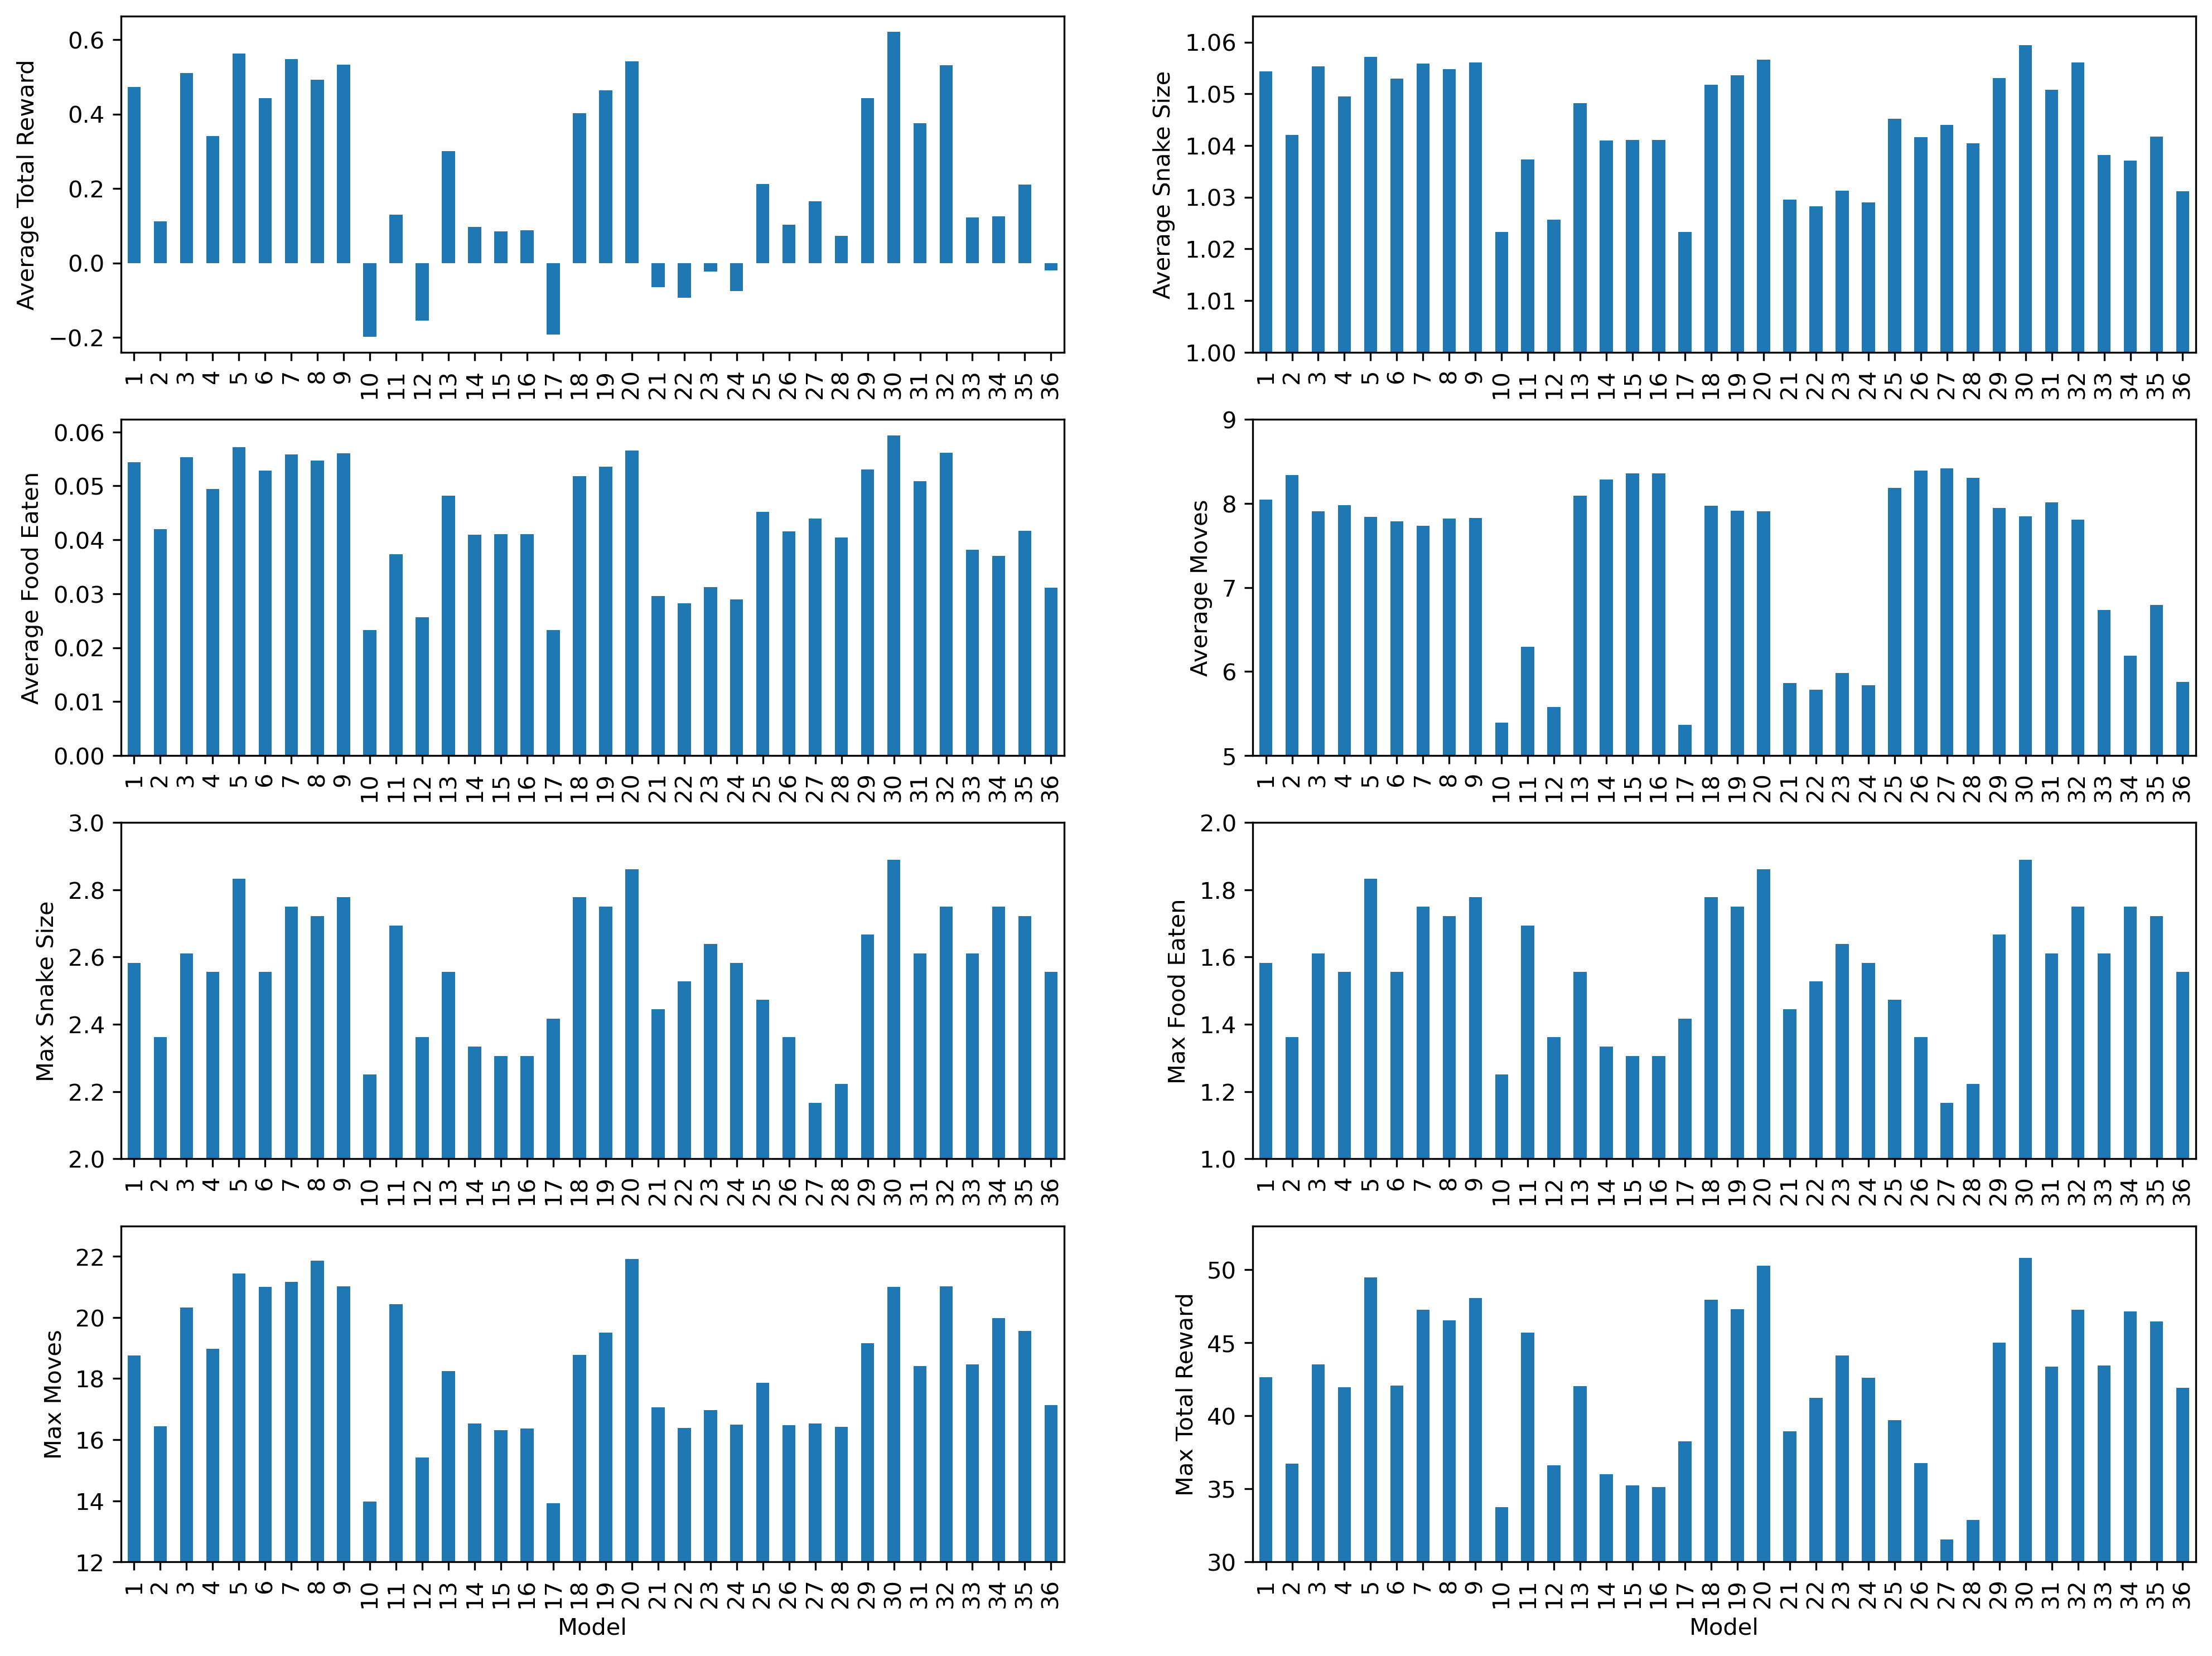 Average Total Reward
0.6
0.4
0.2
0.0
−0.2
1 2 3 4 5 6 7 8 9 10 11 12 13 14 15 16 17 18 19 20 21 22 23 24 25 26 27 28 29 30 31 32 33 34 35 36
Average Snake Size
1.06
1.05
1.04
1.03
1.02
1.01
1.00
1 2 3 4 5 6 7 8 9 10 11 12 13 14 15 16 17 18 19 20 21 22 23 24 25 26 27 28 29 30 31 32 33 34 35 36
Average Food Eaten
0.06
0.05
0.04
0.03
0.02
0.01
0.00
1 2 3 4 5 6 7 8 9 10 11 12 13 14 15 16 17 18 19 20 21 22 23 24 25 26 27 28 29 30 31 32 33 34 35 36
Average Moves
9
8
7
6
5
1 2 3 4 5 6 7 8 9 10 11 12 13 14 15 16 17 18 19 20 21 22 23 24 25 26 27 28 29 30 31 32 33 34 35 36
Max Snake Size
3.0
2.8
2.6
2.4
2.2
2.0
1 2 3 4 5 6 7 8 9 10 11 12 13 14 15 16 17 18 19 20 21 22 23 24 25 26 27 28 29 30 31 32 33 34 35 36
Max Food Eaten
2.0
1.8
1.6
1.4
1.2
1.0
1 2 3 4 5 6 7 8 9 10 11 12 13 14 15 16 17 18 19 20 21 22 23 24 25 26 27 28 29 30 31 32 33 34 35 36
Max Moves
22
20
18
16
14
12
1 2 3 4 5 6 7 8 9 10 11 12 13 14 15 16 17 18 19 20 21 22 23 24 25 26 27 28 29 30 31 32 33 34 35 36
Model
Max Total Reward
50
45
40
35
30
1 2 3 4 5 6 7 8 9 10 11 12 13 14 15 16 17 18 19 20 21 22 23 24 25 26 27 28 29 30 31 32 33 34 35 36
Model